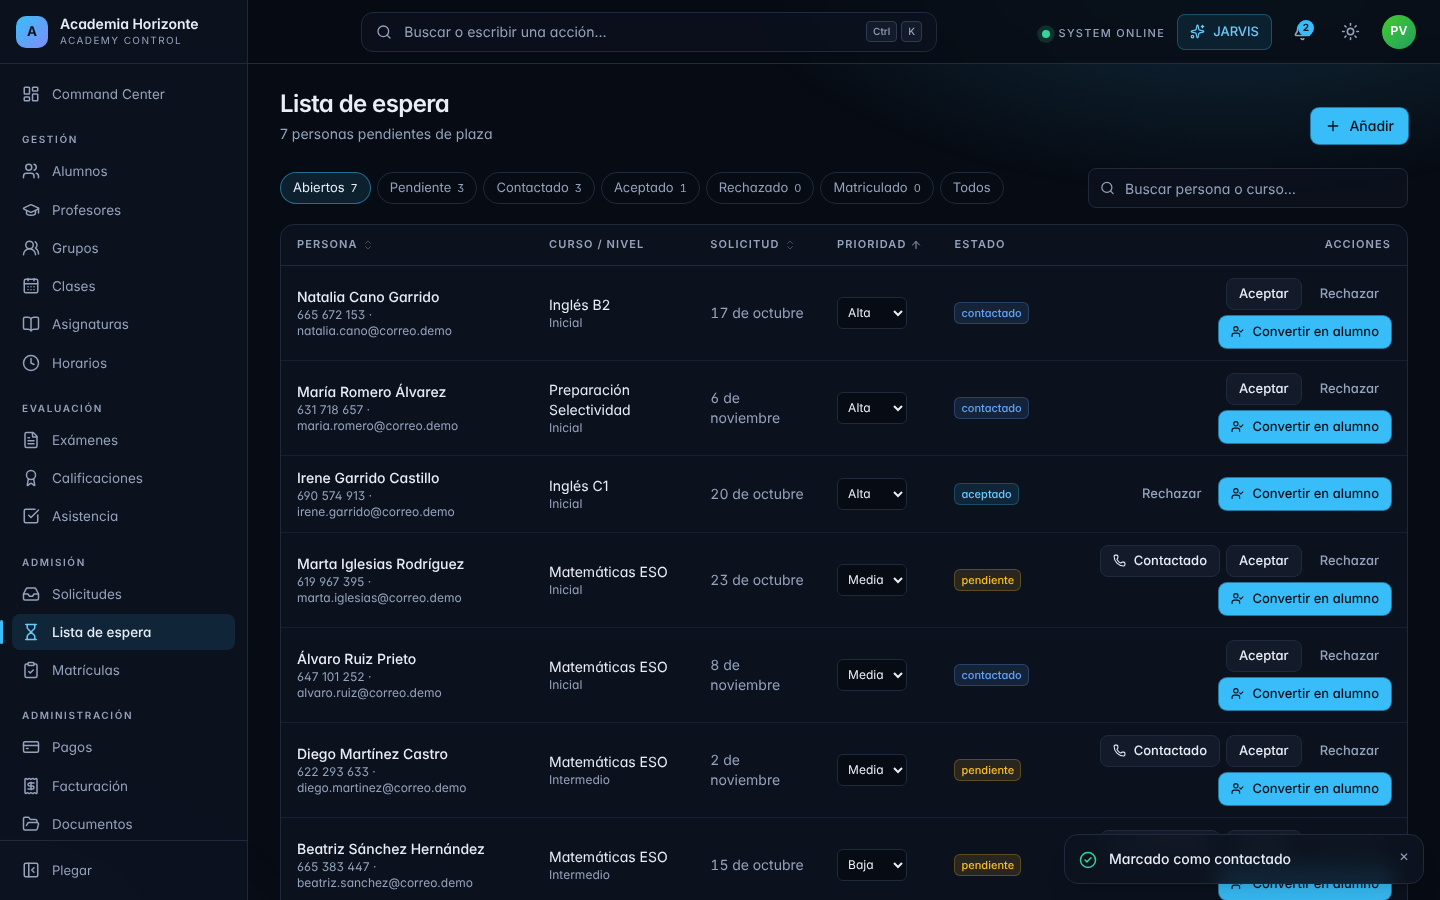 A
Academia Horizonte
ACADEMY CONTROL
Buscar o escribir una acción...
Ctrl K
SYSTEM ONLINE
JARVIS
2
PV
Command Center
GESTIÓN
Alumnos
Profesores
Grupos
Clases
Asignaturas
Horarios
EVALUACIÓN
Exámenes
Calificaciones
Asistencia
ADMISIÓN
Solicitudes
Lista de espera
Matrículas
ADMINISTRACIÓN
Pagos
Facturación
Documentos
Plegar
Lista de espera
7 personas pendientes de plaza
Añadir
Abiertos 7
Pendiente 3
Contactado 3
Aceptado 1
Rechazado 0
Matriculado 0
Todos
Buscar persona o curso...
PERSONA
CURSO / NIVEL
SOLICITUD
PRIORIDAD
ESTADO
ACCIONES
Natalia Cano Garrido
665 672 153 ·
natalia.cano@correo.demo
Inglés B2
Inicial
17 de octubre
Alta
contactado
Aceptar
Rechazar
Convertir en alumno
María Romero Álvarez
631 718 657 ·
maria.romero@correo.demo
Preparación
Selectividad
Inicial
6 de
noviembre
Alta
contactado
Aceptar
Rechazar
Convertir en alumno
Irene Garrido Castillo
690 574 913 ·
irene.garrido@correo.demo
Inglés C1
Inicial
20 de octubre
Alta
aceptado
Rechazar
Convertir en alumno
Marta Iglesias Rodríguez
619 967 395 ·
marta.iglesias@correo.demo
Matemáticas ESO
Inicial
23 de octubre
Media
pendiente
Contactado
Aceptar
Rechazar
Convertir en alumno
Álvaro Ruiz Prieto
647 101 252 ·
alvaro.ruiz@correo.demo
Matemáticas ESO
Inicial
8 de
noviembre
Media
contactado
Aceptar
Rechazar
Convertir en alumno
Diego Martínez Castro
622 293 633 ·
diego.martinez@correo.demo
Matemáticas ESO
Intermedio
2 de
noviembre
Media
pendiente
Contactado
Aceptar
Rechazar
Convertir en alumno
Beatriz Sánchez Hernández
665 383 447 ·
beatriz.sanchez@correo.demo
Matemáticas ESO
Intermedio
15 de octubre
Baja
pendiente
Marcado como contactado
Convertir en alumno